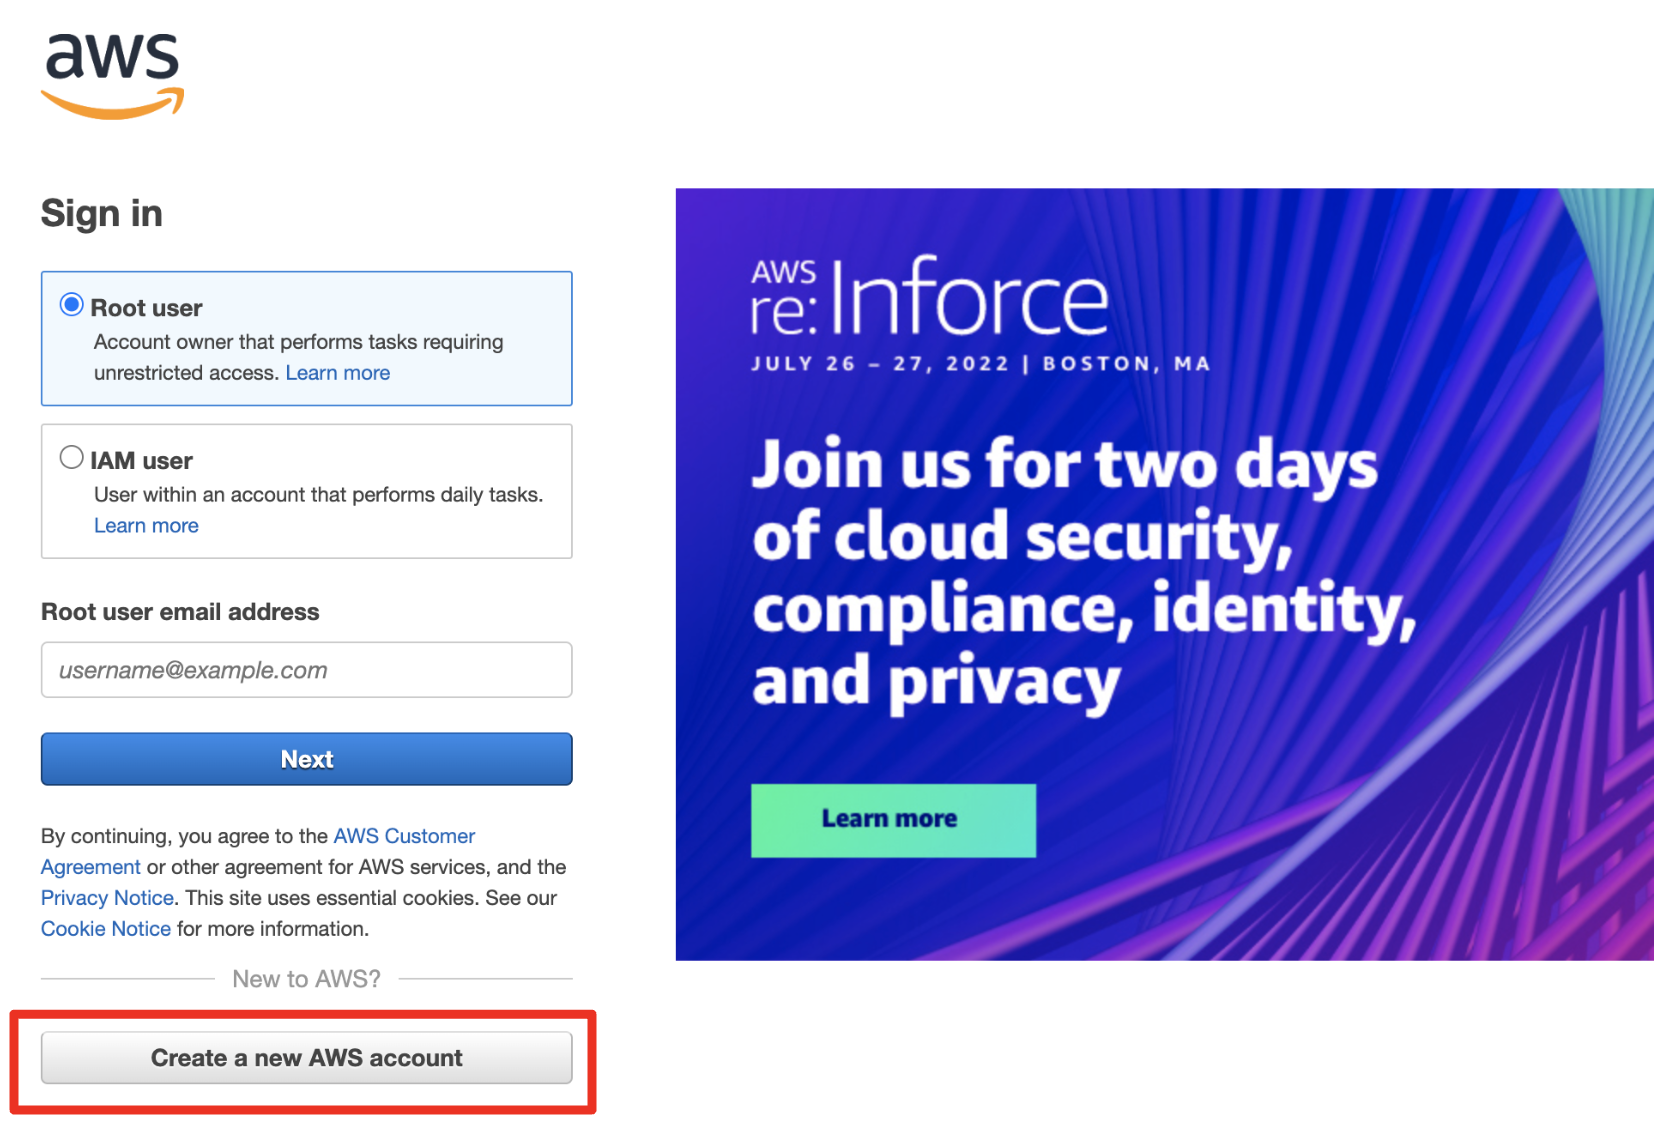 aws
Sign in
Root user
Account owner that performs tasks requiring
unrestricted access. Learn more
IAM user
User within an account that performs daily tasks.
Learn more
Root user email address
username@example.com
Next
By continuing, you agree to the AWS Customer
Agreement or other agreement for AWS services, and the
Privacy Notice. This site uses essential cookies. See our
Cookie Notice for more information.
New to AWS?
Create a new AWS account
AWS
re:Inforce
JULY 26 – 27, 2022 | BOSTON, MA
Join us for two days
of cloud security,
compliance, identity,
and privacy
Learn more